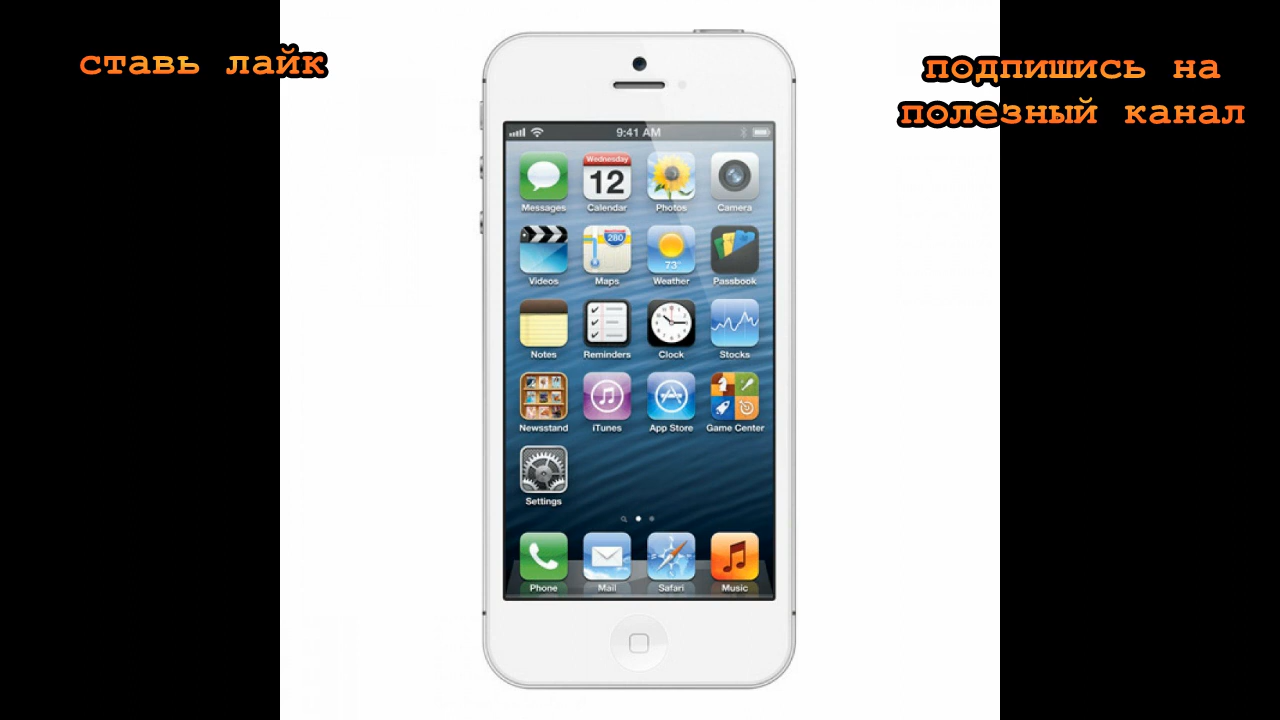 ставь лайк
подпишись на
полезный канал
9:41 AM
Wednesday
12
280
73°
Messages Calendar Photos Camera
Videos Maps Weather Passbook
Notes Reminders Clock Stocks
Newsstand iTunes App Store Game Center
Settings
Phone Mail Safari Music